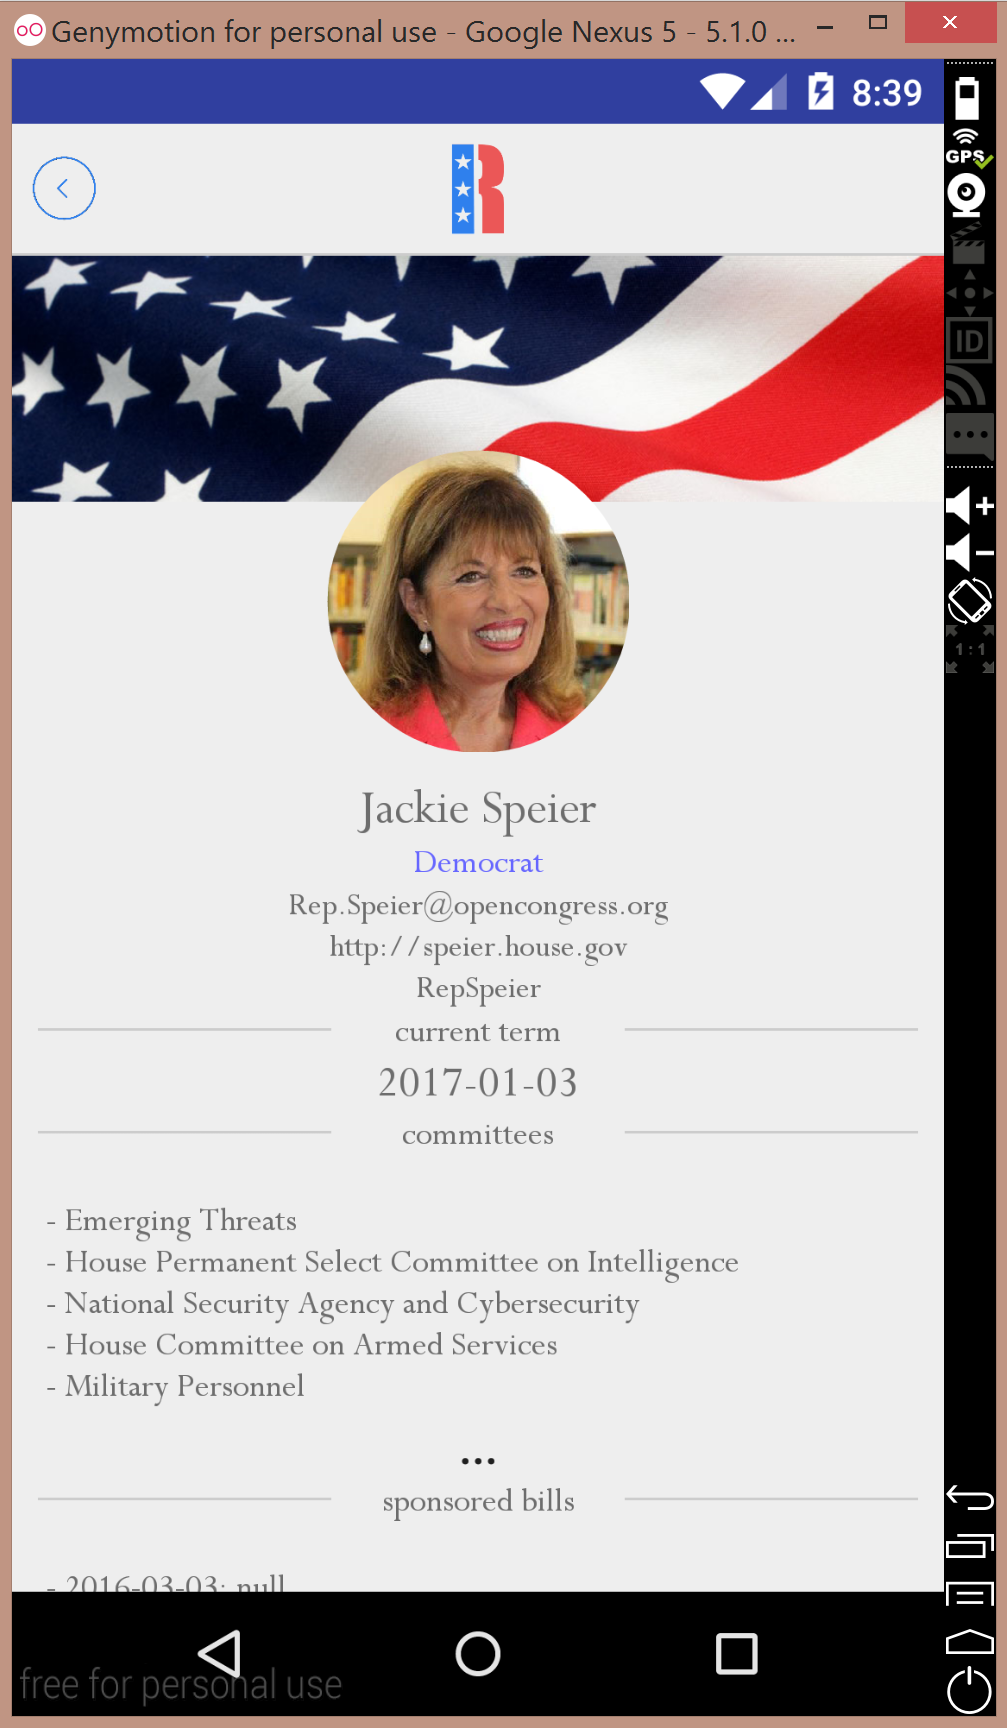 Genymotion for personal use - Google Nexus 5 - 5.1.0 ...
8:39
GPS
R
ID
Jackie Speier
Democrat
Rep.Speier@opencongress.org
http://speier.house.gov
RepSpeier
current term
2017-01-03
committees
- Emerging Threats
- House Permanent Select Committee on Intelligence
- National Security Agency and Cybersecurity
- House Committee on Armed Services
- Military Personnel
...
sponsored bills
- 2016-03-03: null
1:1
free for personal use